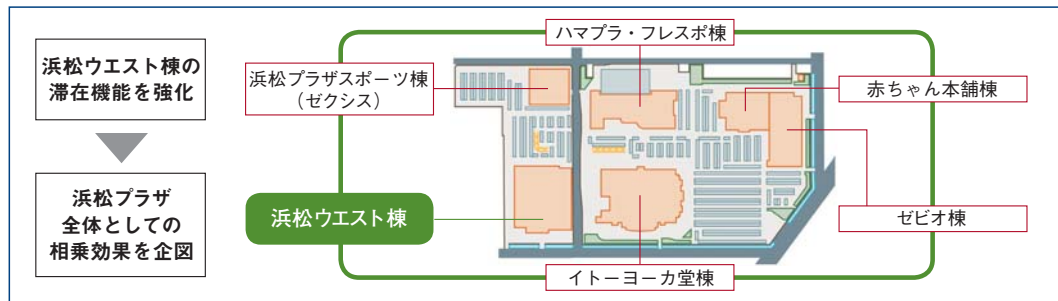 浜松ウエスト棟の
滞在機能を強化
浜松プラザ
全体としての
相乗効果を企図
ハマプラ・フレスポ棟
浜松プラザスポーツ棟
（ゼクシス）
赤ちゃん本舗棟
浜松ウエスト棟
ゼビオ棟
イトーヨーカ堂棟